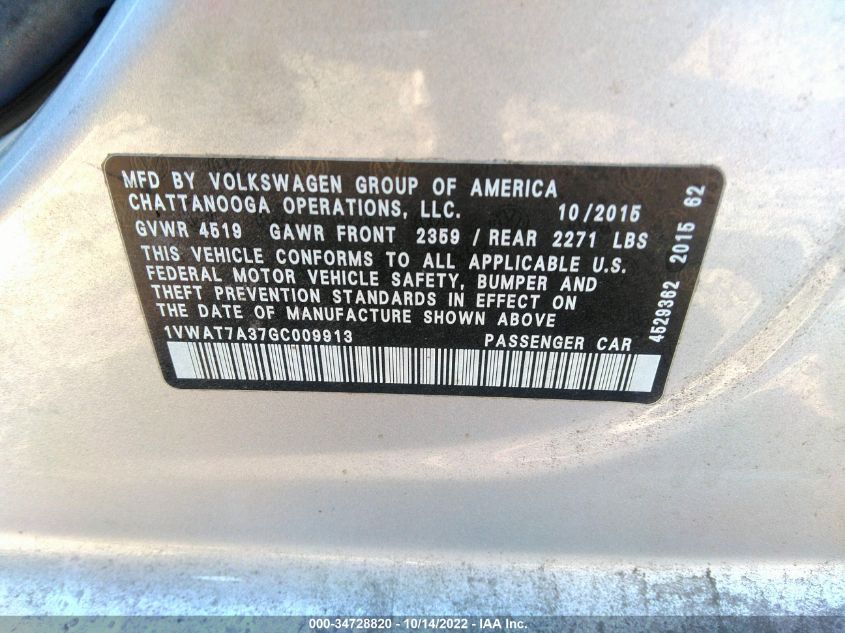 MFD BY VOLKSWAGEN GROUP OF AMERICA
CHATTANOOGA OPERATIONS, LLC. 10/2015
GVWR 4519 GAWR FRONT 2359 / REAR 2271 LBS
THIS VEHICLE CONFORMS TO ALL APPLICABLE U.S.
FEDERAL MOTOR VEHICLE SAFETY, BUMPER AND
THEFT PREVENTION STANDARDS IN EFFECT ON
THE DATE OF MANUFACTURE SHOWN ABOVE
1VWAT7A37GC009913 PASSENGER CAR
4529362 2015 62
000-34728820 - 10/14/2022 - IAA Inc.